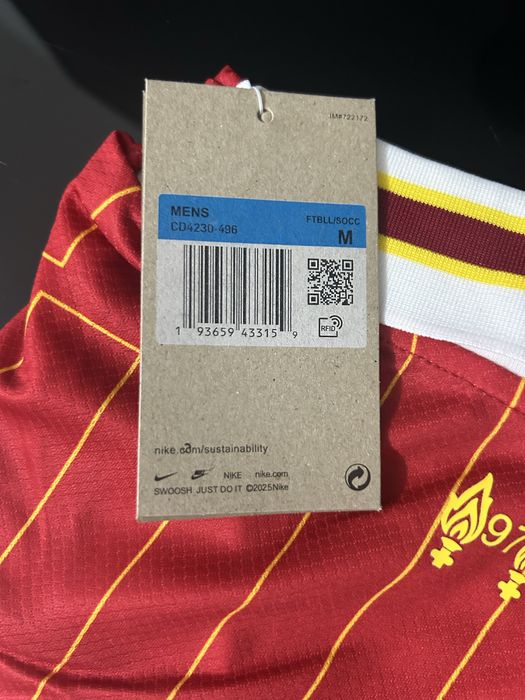 IM#722172
MENS FTBLL/SOCC
CD4230-496 M
1 93659 43315 9
RFID
nike.com/sustainability
NIKE nike.com
SWOOSH JUST DO IT ©2025Nike
97